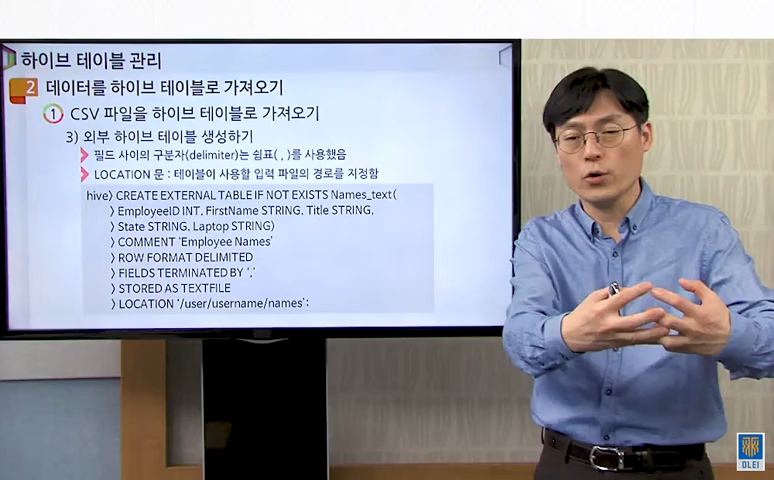 하이브 테이블 관리
2 데이터를 하이브 테이블로 가져오기
① CSV 파일을 하이브 테이블로 가져오기
3) 외부 하이브 테이블 생성하기
필드 사이의 구분자(delimiter)는 쉼표( , )를 사용했음
LOCATION 문 : 테이블이 사용할 입력 파일의 경로를 지정함
hive> CREATE EXTERNAL TABLE IF NOT EXISTS Names_text(
> EmployeeID INT, FirstName STRING, Title STRING,
> State STRING, Laptop STRING)
> COMMENT 'Employee Names'
> ROW FORMAT DELIMITED
> FIELDS TERMINATED BY ','
> STORED AS TEXTFILE
> LOCATION '/user/username/names';
OLEI